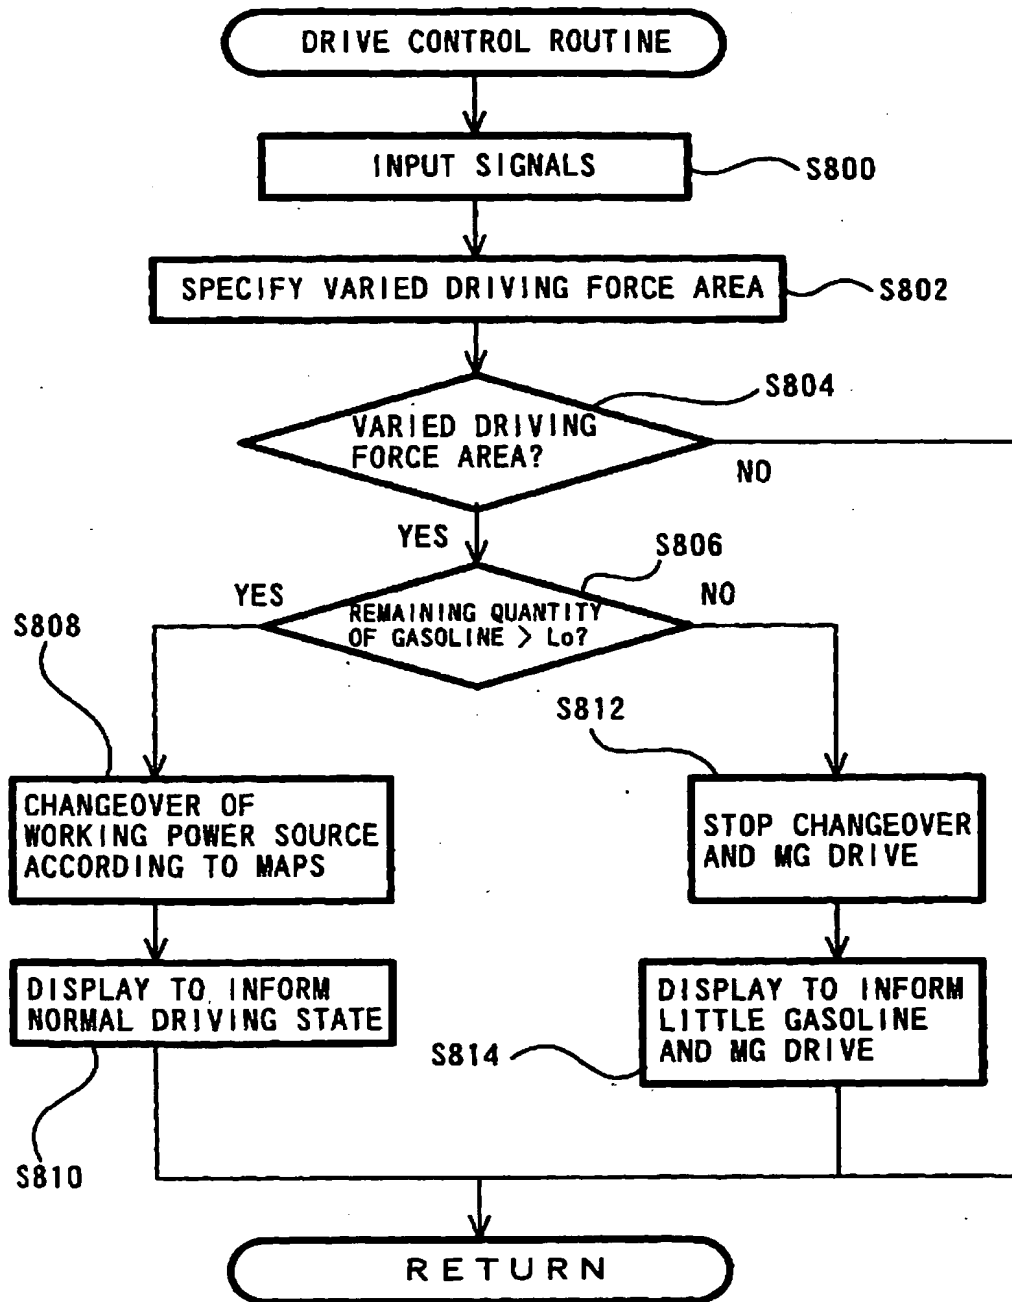 DRIVE CONTROL ROUTINE
INPUT SIGNALS
S800
SPECIFY VARIED DRIVING FORCE AREA
S802
S804
VARIED DRIVING
FORCE AREA?
NO
YES
S806
YES
NO
REMAINING QUANTITY
OF GASOLINE > Lo?
S808
S812
CHANGEOVER OF
WORKING POWER SOURCE
ACCORDING TO MAPS
STOP CHANGEOVER
AND MG DRIVE
DISPLAY TO INFORM
NORMAL DRIVING STATE
DISPLAY TO INFORM
LITTLE GASOLINE
AND MG DRIVE
S814
S810
RETURN